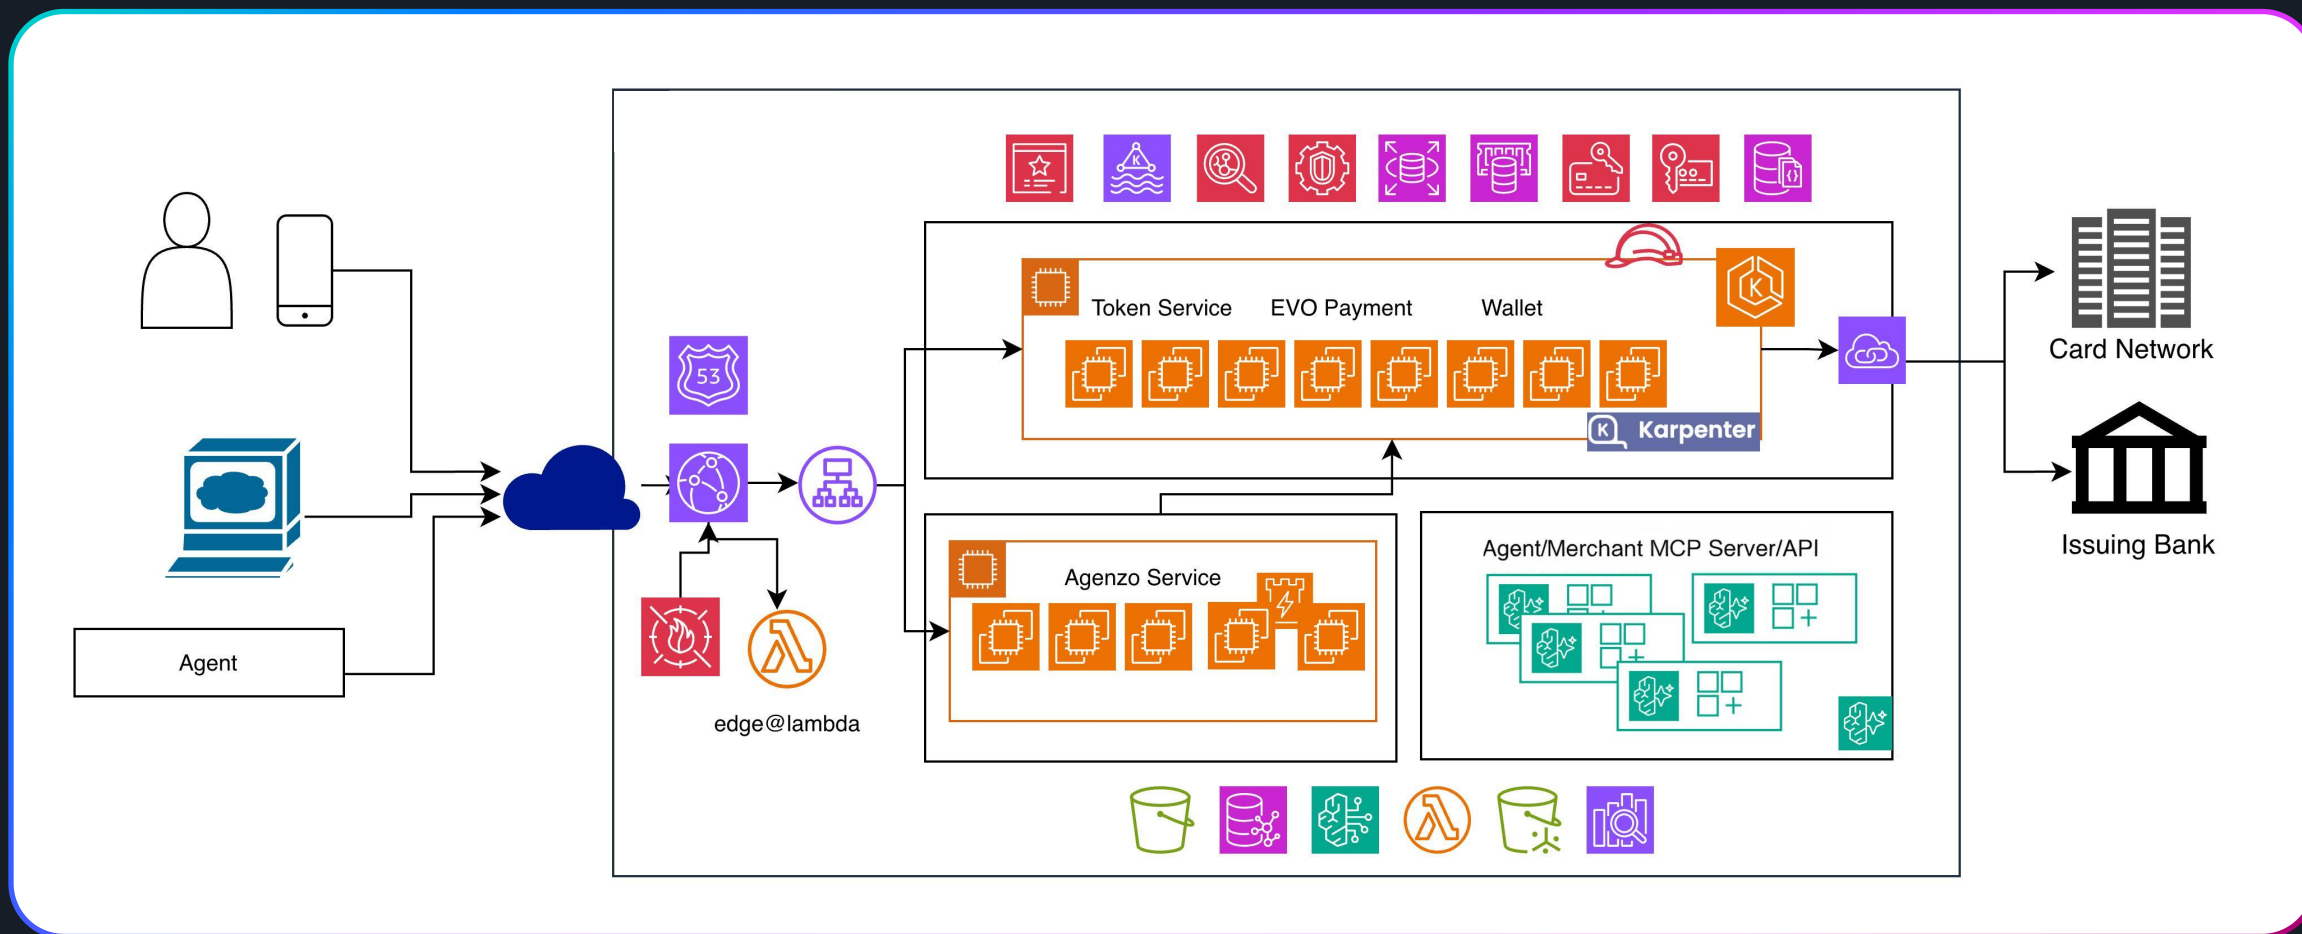 Token Service
EVO Payment
Wallet
K
53
K
K
Karpenter
Card Network
Issuing Bank
Agenzo Service
Agent/Merchant MCP Server/API
Agent
edge@lambda